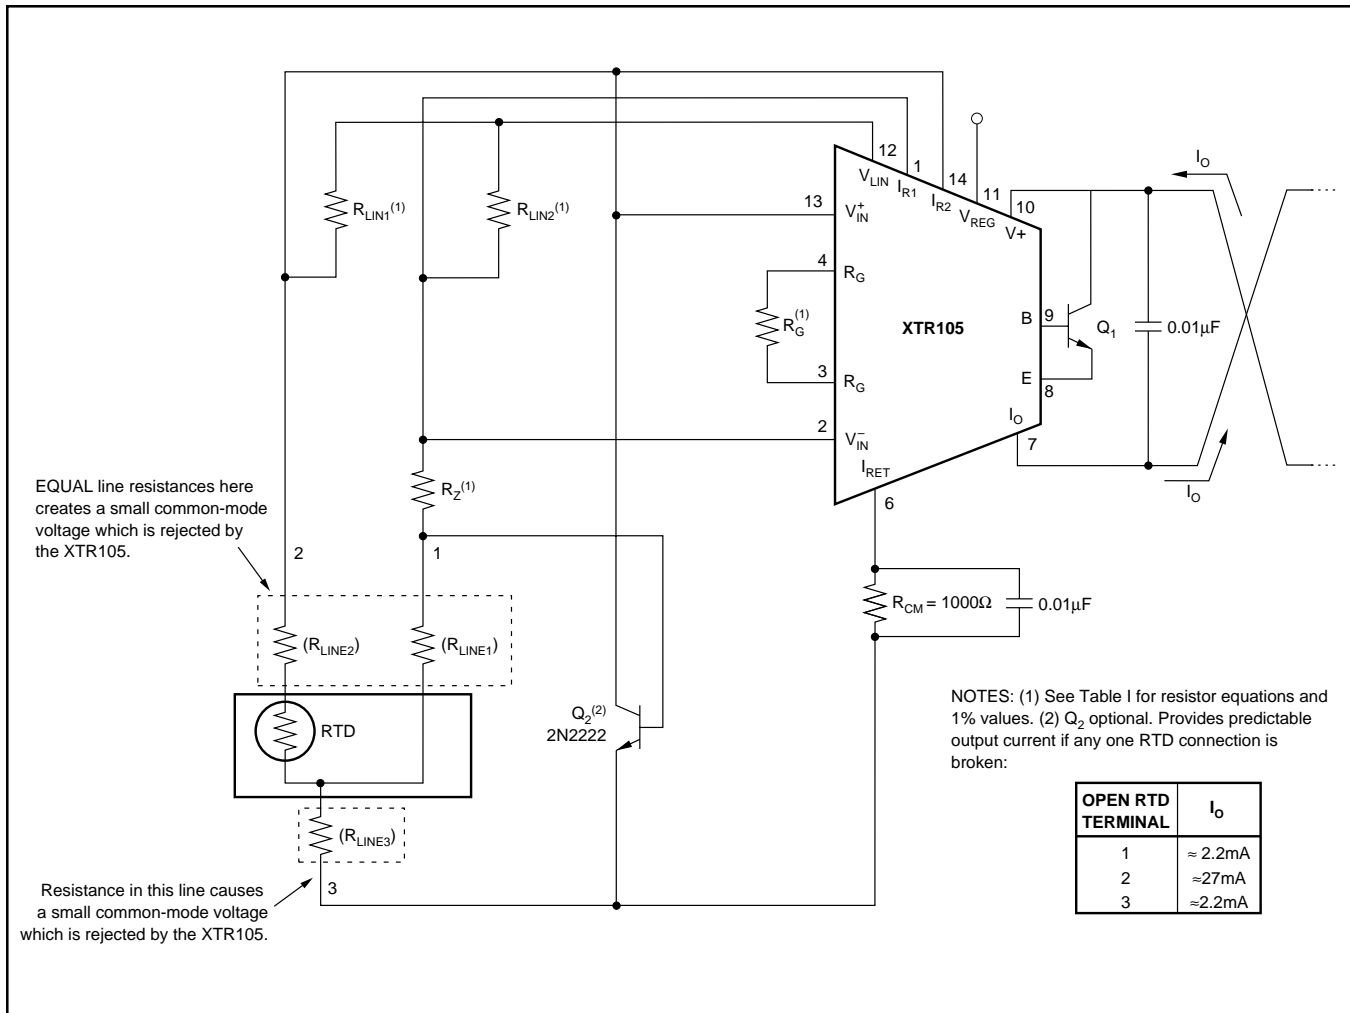 12
1
14
11
10
V_LIN
I_R1
I_R2
V_REG
V+
I_O
R_LIN1^(1)
R_LIN2^(1)
13
V_IN^+
4
R_G
R_G^(1)
XTR105
B
9
Q_1
0.01µF
3
R_G
E
8
2
V_IN^−
I_O
7
I_RET
I_O
6
R_Z^(1)
EQUAL line resistances here
creates a small common-mode
voltage which is rejected by
the XTR105.
2
1
R_CM = 1000Ω
0.01µF
(R_LINE2)
(R_LINE1)
RTD
Q_2^(2)
2N2222
(R_LINE3)
3
Resistance in this line causes
a small common-mode voltage
which is rejected by the XTR105.
NOTES: (1) See Table I for resistor equations and
1% values. (2) Q_2 optional. Provides predictable
output current if any one RTD connection is
broken:
OPEN RTD
TERMINAL
I_O
1 ≈ 2.2mA
2 ≈27mA
3 ≈2.2mA